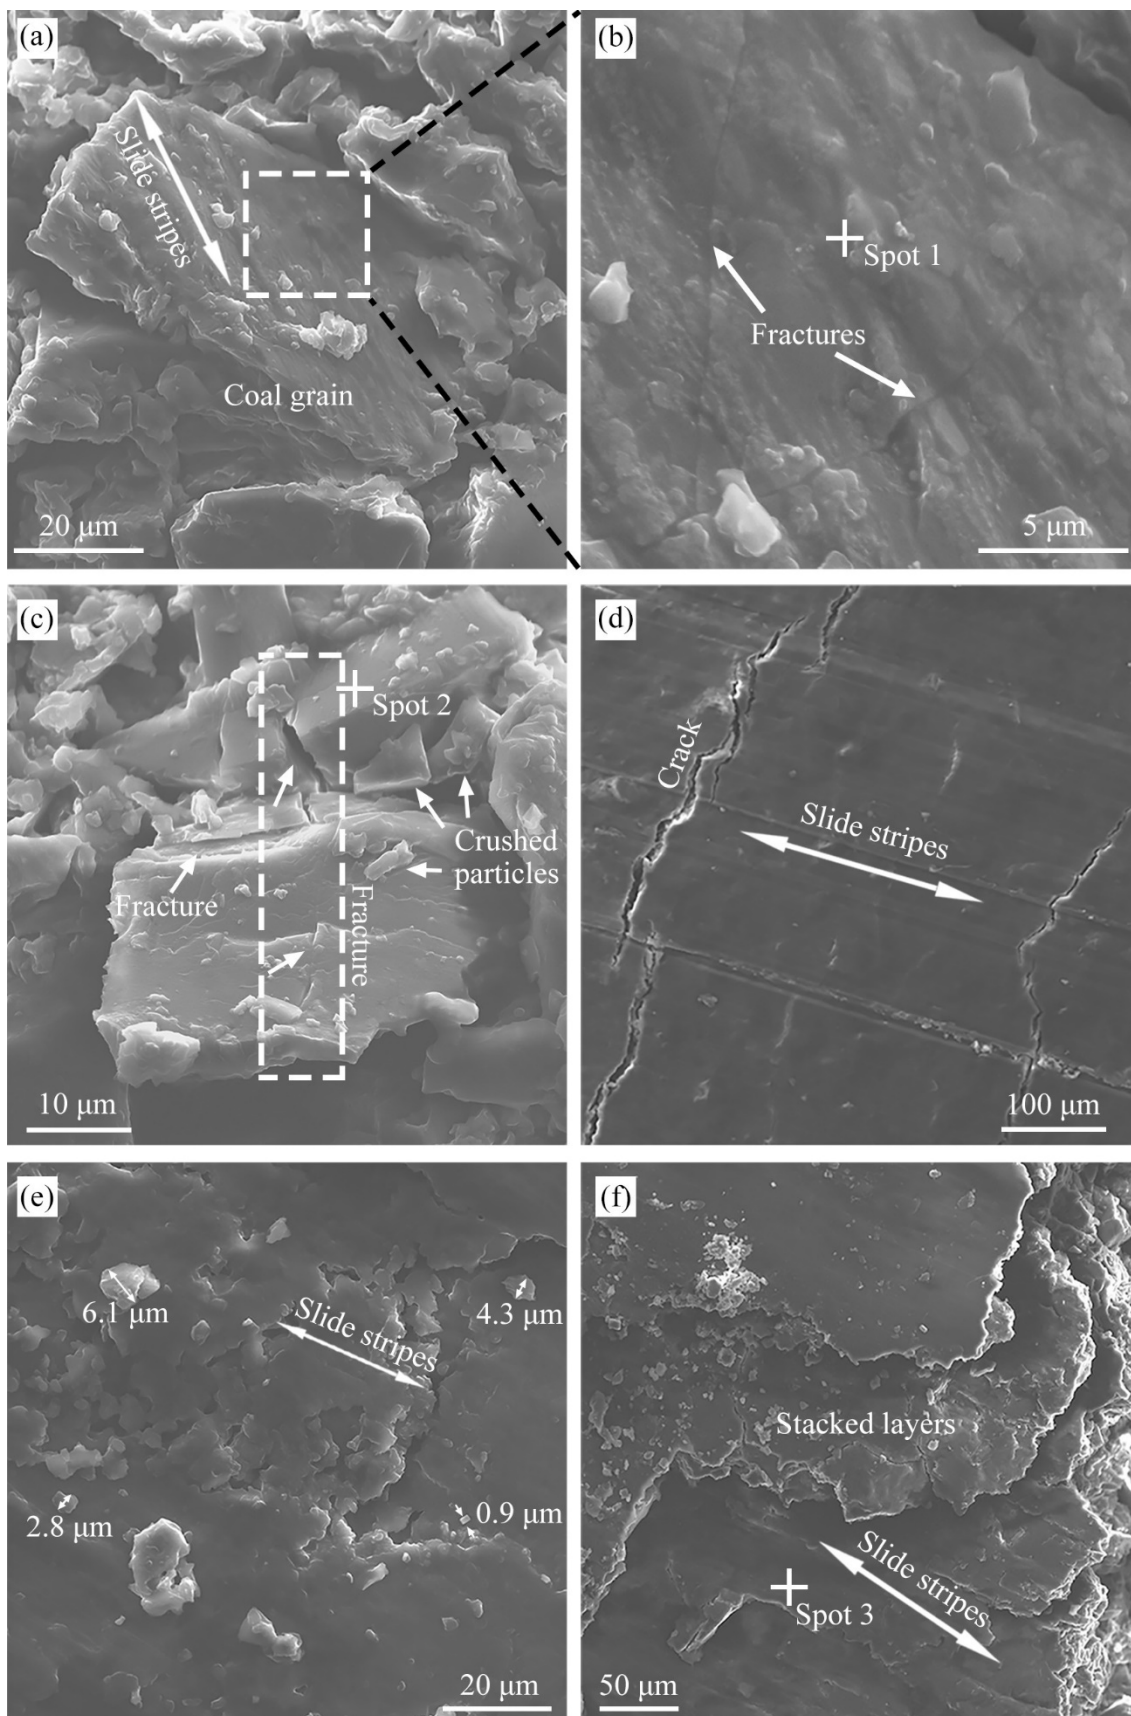 (a)
Slide stripes
Coal grain
20 μm
(b)
Spot 1
Fractures
5 μm
(c)
Spot 2
Crushed
particles
Fracture
Fracture
10 μm
(d)
Crack
Slide stripes
100 μm
(e)
6.1 μm
4.3 μm
Slide stripes
2.8 μm
0.9 μm
20 μm
(f)
Stacked layers
Slide stripes
Spot 3
50 μm